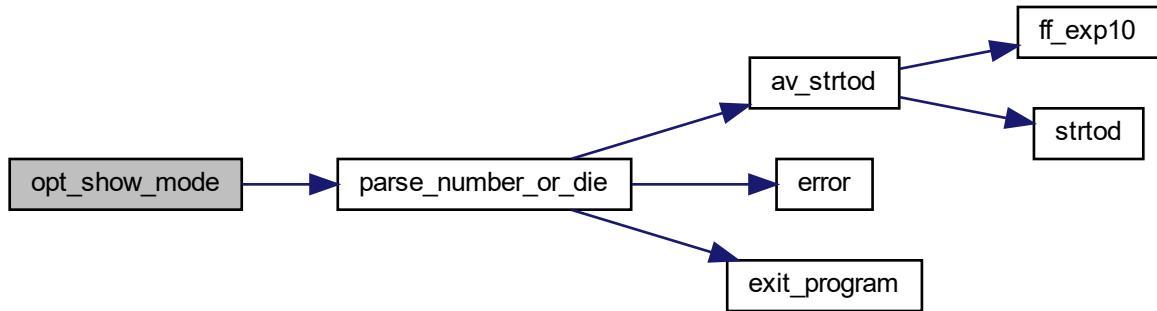 ff_exp10
av_strtod
strtod
opt_show_mode
parse_number_or_die
error
exit_program